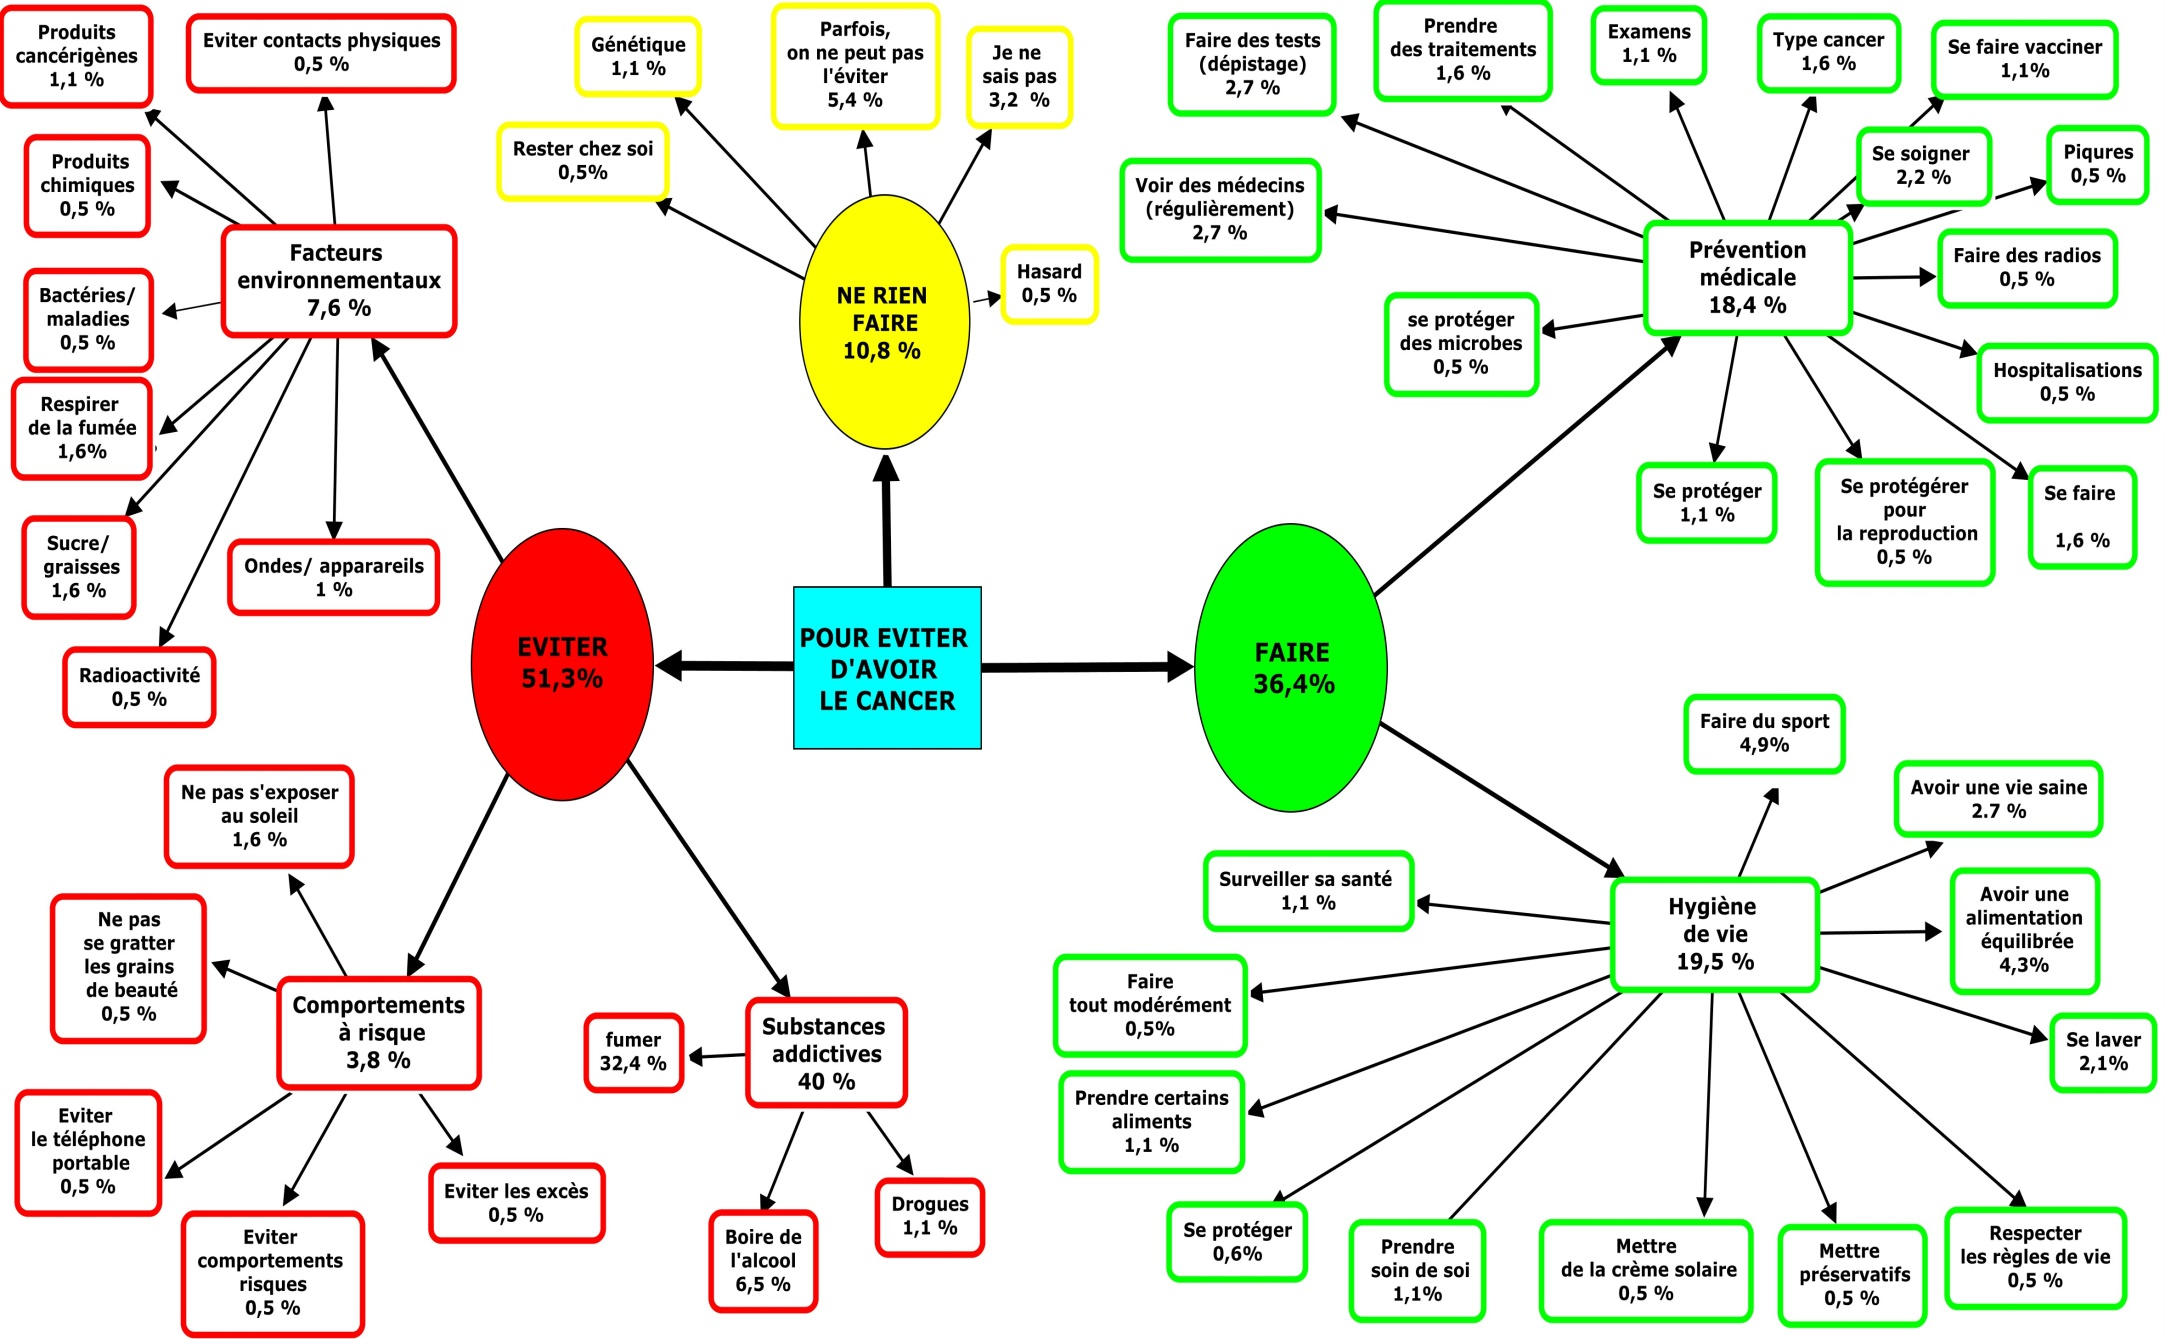 Produits
cancérigènes
1,1 %
Eviter contacts physiques
0,5 %
Produits
chimiques
0,5 %
Facteurs
environnementaux
7,6 %
Bactéries/
maladies
0,5 %
Respirer
de la fumée
1,6%
Sucre/
graisses
1,6 %
Ondes/ apparareils
1 %
Radioactivité
0,5 %
Génétique
1,1 %
Parfois,
on ne peut pas
l'éviter
5,4 %
Je ne
sais pas
3,2 %
Rester chez soi
0,5%
Hasard
0,5 %
NE RIEN
FAIRE
10,8 %
Faire des tests
(dépistage)
2,7 %
Prendre
des traitements
1,6 %
Examens
1,1 %
Type cancer
1,6 %
Se faire vacciner
1,1%
Voir des médecins
(régulièrement)
2,7 %
Se soigner
2,2 %
Piqures
0,5 %
Prévention
médicale
18,4 %
Faire des radios
0,5 %
se protéger
des microbes
0,5 %
Hospitalisations
0,5 %
Se protéger
1,1 %
Se protégérer
pour
la reproduction
0,5 %
Se faire
1,6 %
EVITER
51,3%
POUR EVITER
D'AVOIR
LE CANCER
FAIRE
36,4%
Ne pas s'exposer
au soleil
1,6 %
Ne pas
se gratter
les grains
de beauté
0,5 %
Comportements
à risque
3,8 %
Eviter
le téléphone
portable
0,5 %
Eviter
comportements
risques
0,5 %
Eviter les excès
0,5 %
fumer
32,4 %
Substances
addictives
40 %
Boire de
l'alcool
6,5 %
Drogues
1,1 %
Faire du sport
4,9%
Avoir une vie saine
2.7 %
Surveiller sa santé
1,1 %
Hygiène
de vie
19,5 %
Avoir une
alimentation
équilibrée
4,3%
Faire
tout modérément
0,5%
Se laver
2,1%
Prendre certains
aliments
1,1 %
Se protéger
0,6%
Prendre
soin de soi
1,1%
Mettre
de la crème solaire
0,5 %
Mettre
préservatifs
0,5 %
Respecter
les règles de vie
0,5 %